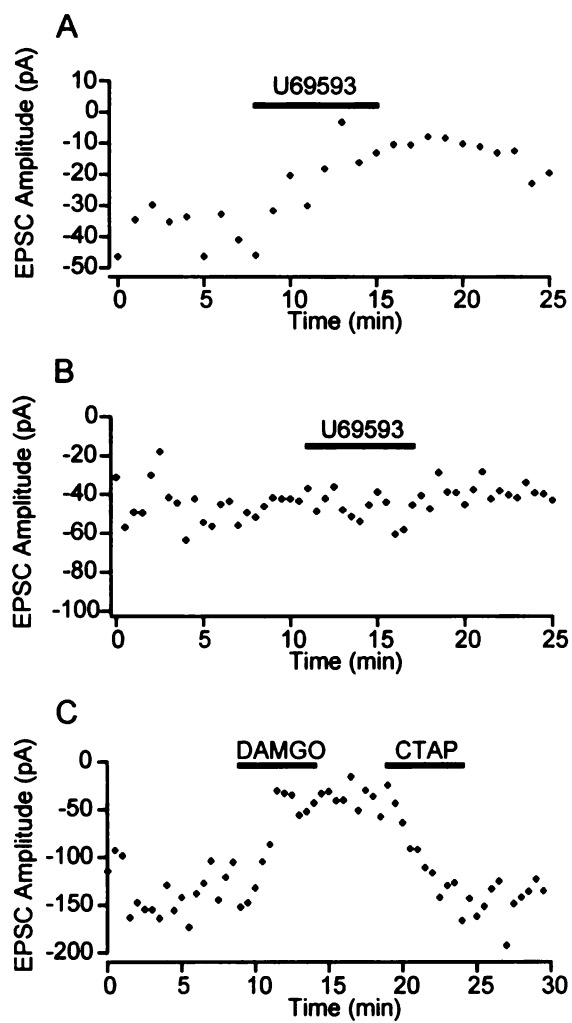 A
EPSC Amplitude (pA)
10
0
-10
-20
-30
-40
-50
U69593
0 5 10 15 20 25
Time (min)
B
EPSC Amplitude (pA)
0
-20
-40
-60
-80
-100
U69593
0 5 10 15 20 25
Time (min)
C
EPSC Amplitude (pA)
0
-50
-100
-150
-200
DAMGO CTAP
0 5 10 15 20 25 30
Time (min)